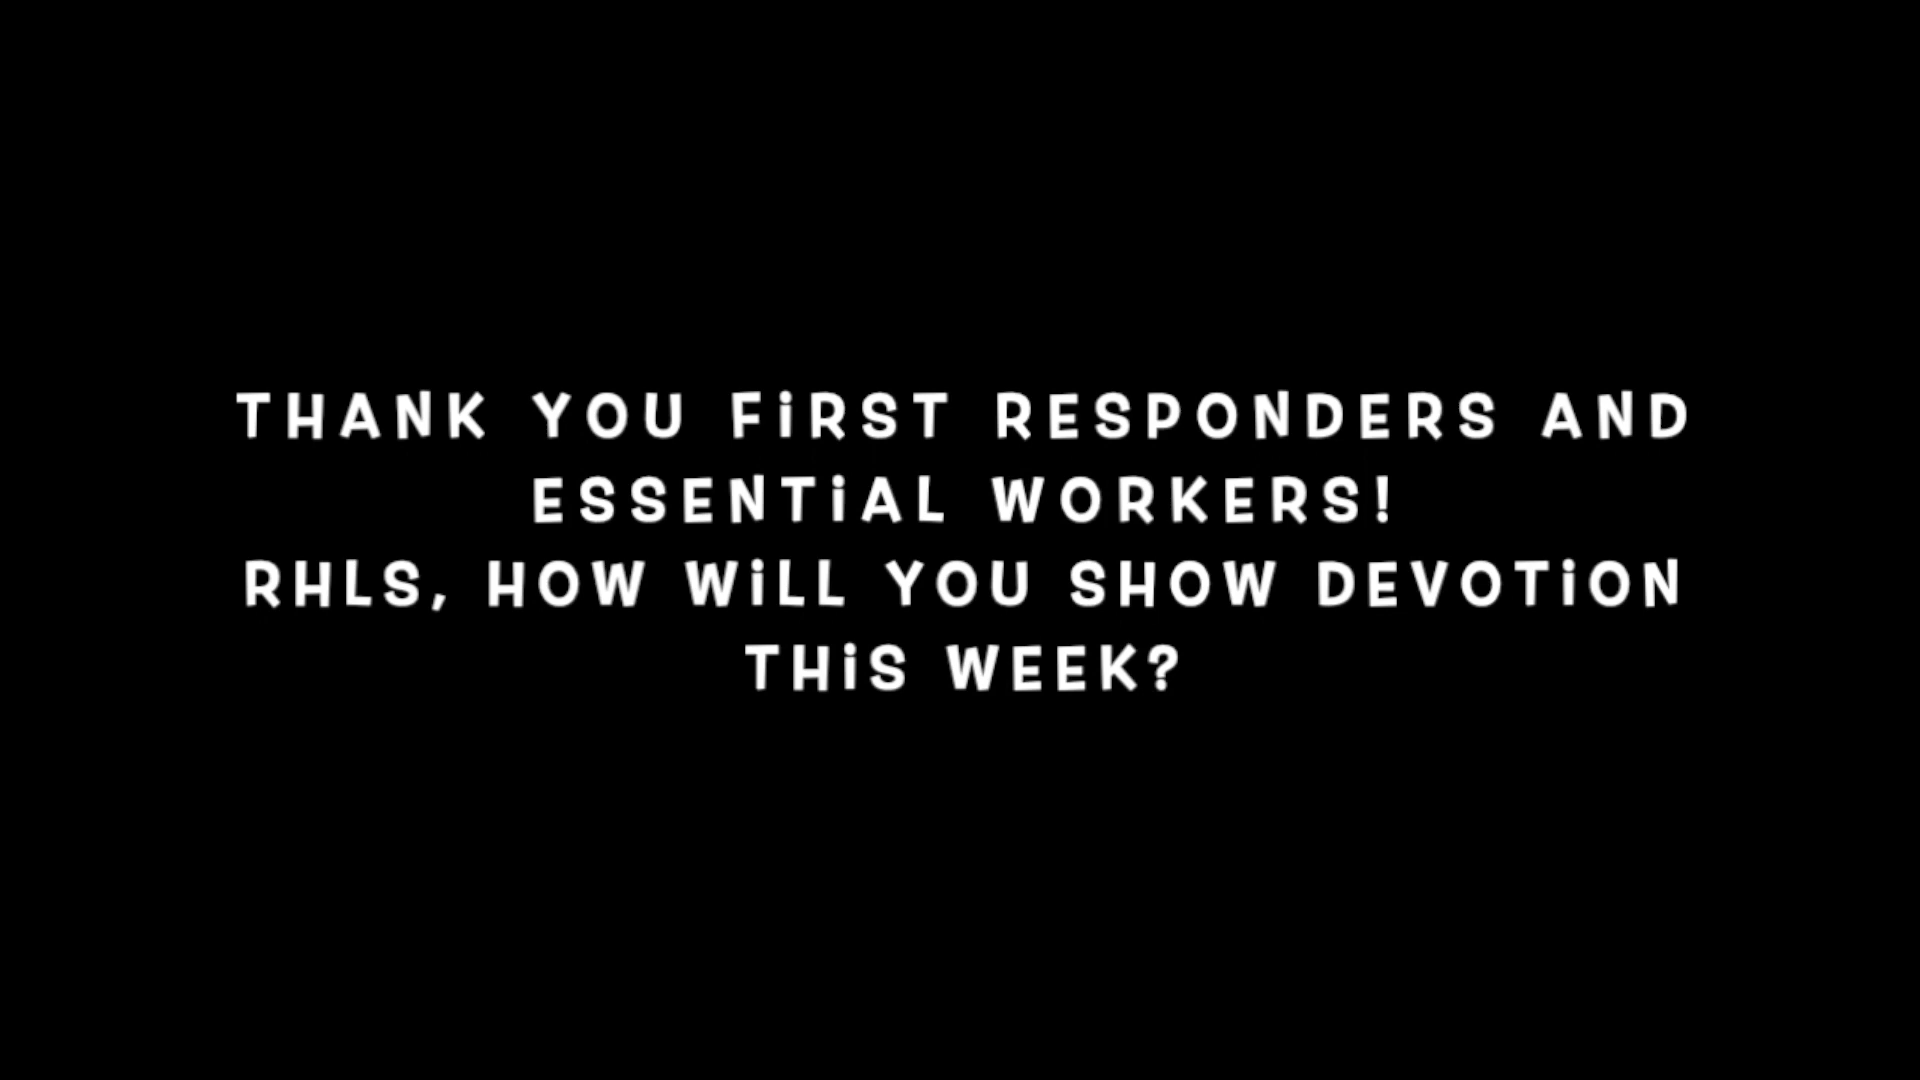 THANK YOU FiRST RESPONDERS AND
ESSENTiAL WORKERS!
RHLS, HOW WiLL YOU SHOW DEVOTiON
THiS WEEK?